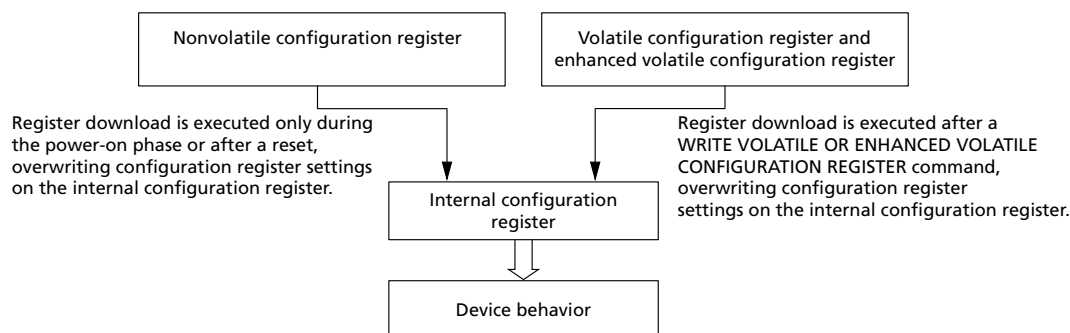 Nonvolatile configuration register
Volatile configuration register and
enhanced volatile configuration register
Register download is executed only during
the power-on phase or after a reset,
overwriting configuration register settings
on the internal configuration register.
Register download is executed after a
WRITE VOLATILE OR ENHANCED VOLATILE
CONFIGURATION REGISTER command,
overwriting configuration register
settings on the internal configuration register.
Internal configuration
register
Device behavior